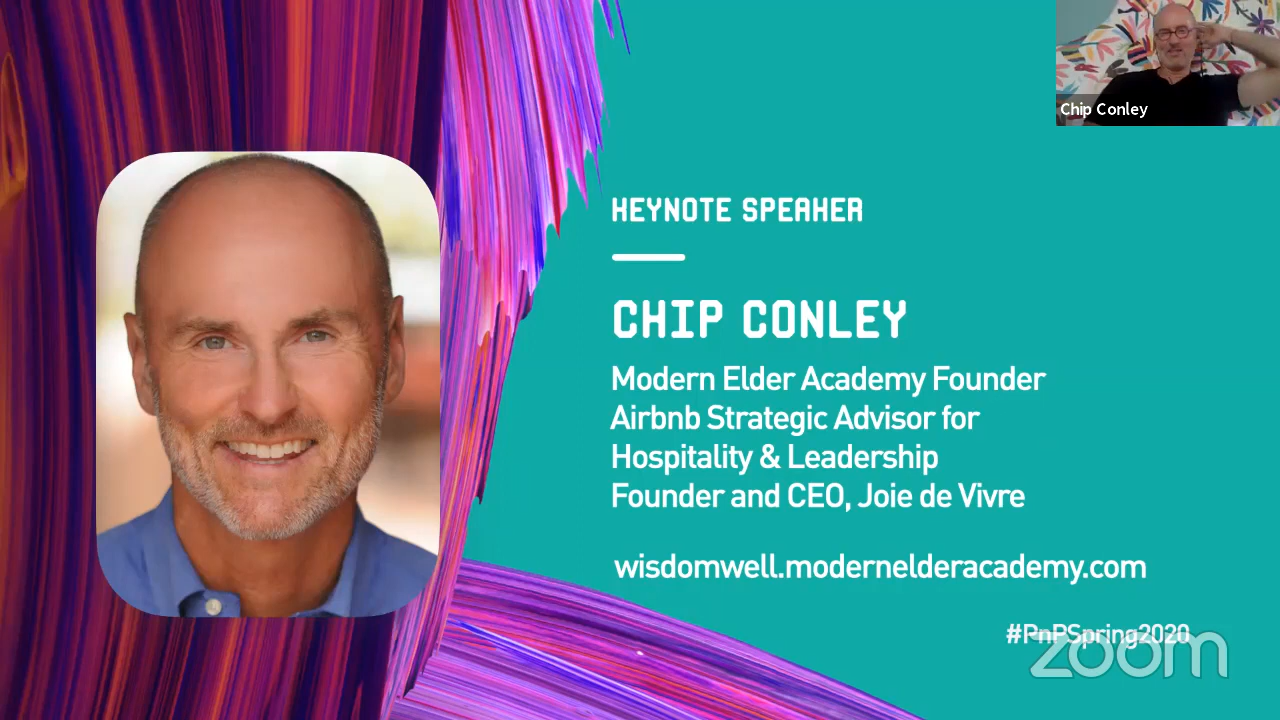 Chip Conley
KEYNOTE SPEAKER
CHIP CONLEY
Modern Elder Academy Founder
Airbnb Strategic Advisor for
Hospitality & Leadership
Founder and CEO, Joie de Vivre
wisdomwell.modernelderacademy.com
#PnPSpring2020
zoom